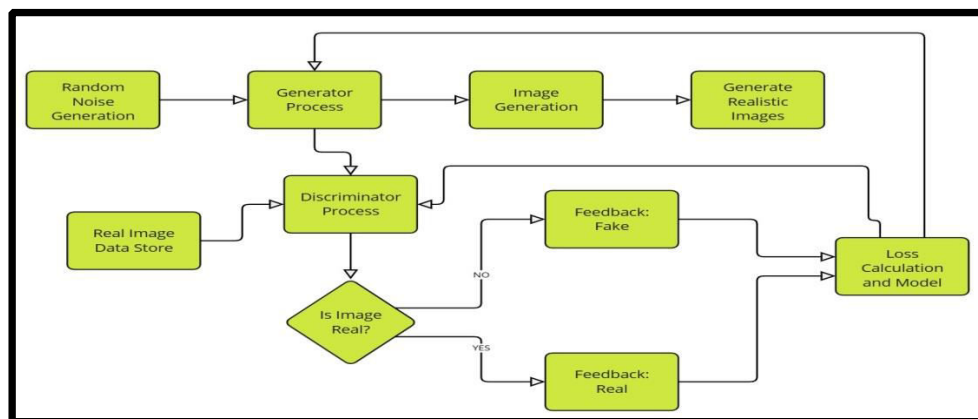 Random
Noise
Generation
Generator
Process
Image
Generation
Generate
Realistic
Images
Discriminator
Process
Real Image
Data Store
Feedback:
Fake
Loss
Calculation
and Model
NO
Is Image
Real?
YES
Feedback:
Real